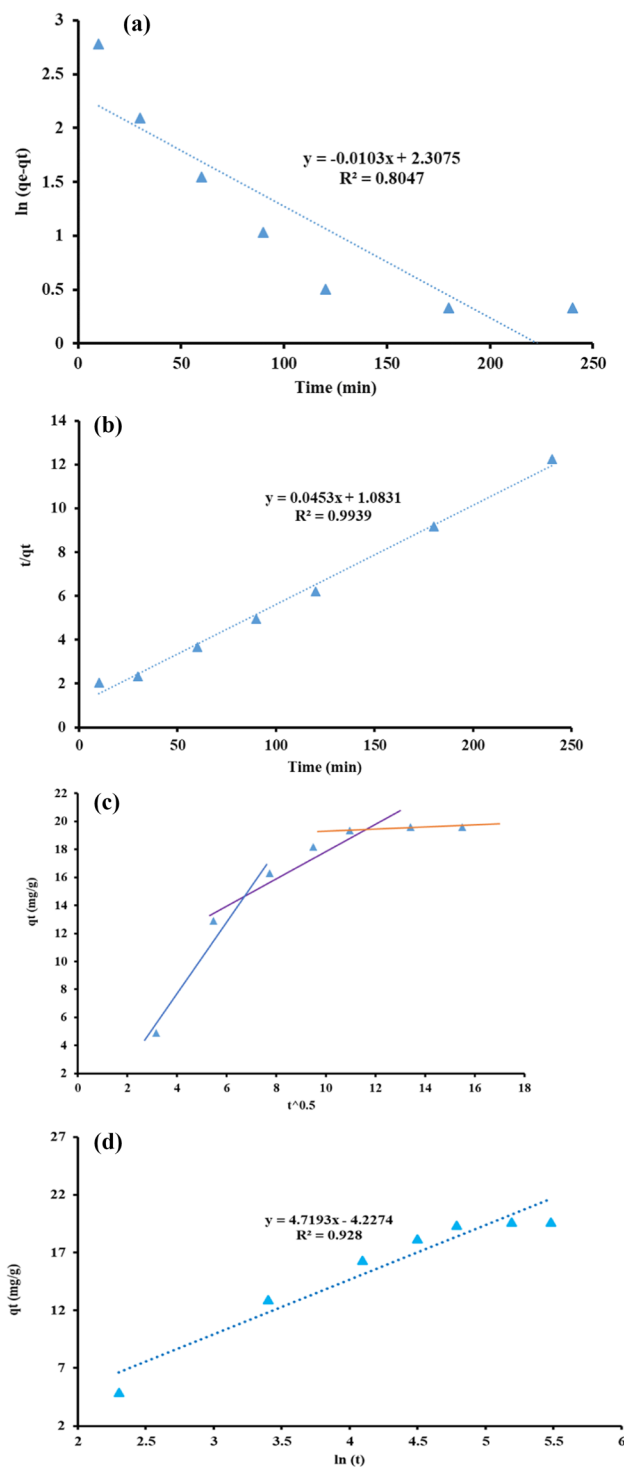 (a)
3
2.5
2
1.5
1
0.5
0
ln (qe-qt)
y = -0.0103x + 2.3075
R² = 0.8047
0 50 100 150 200 250
Time (min)
(b)
14
12
10
8
6
4
2
0
t/qt
y = 0.0453x + 1.0831
R² = 0.9939
0 50 100 150 200 250
Time (min)
(c)
22
20
18
16
14
12
10
8
6
4
2
qt (mg/g)
0 2 4 6 8 10 12 14 16 18
t^0.5
(d)
27
22
17
12
7
2
qt (mg/g)
y = 4.7193x - 4.2274
R² = 0.928
2 2.5 3 3.5 4 4.5 5 5.5 6
ln (t)